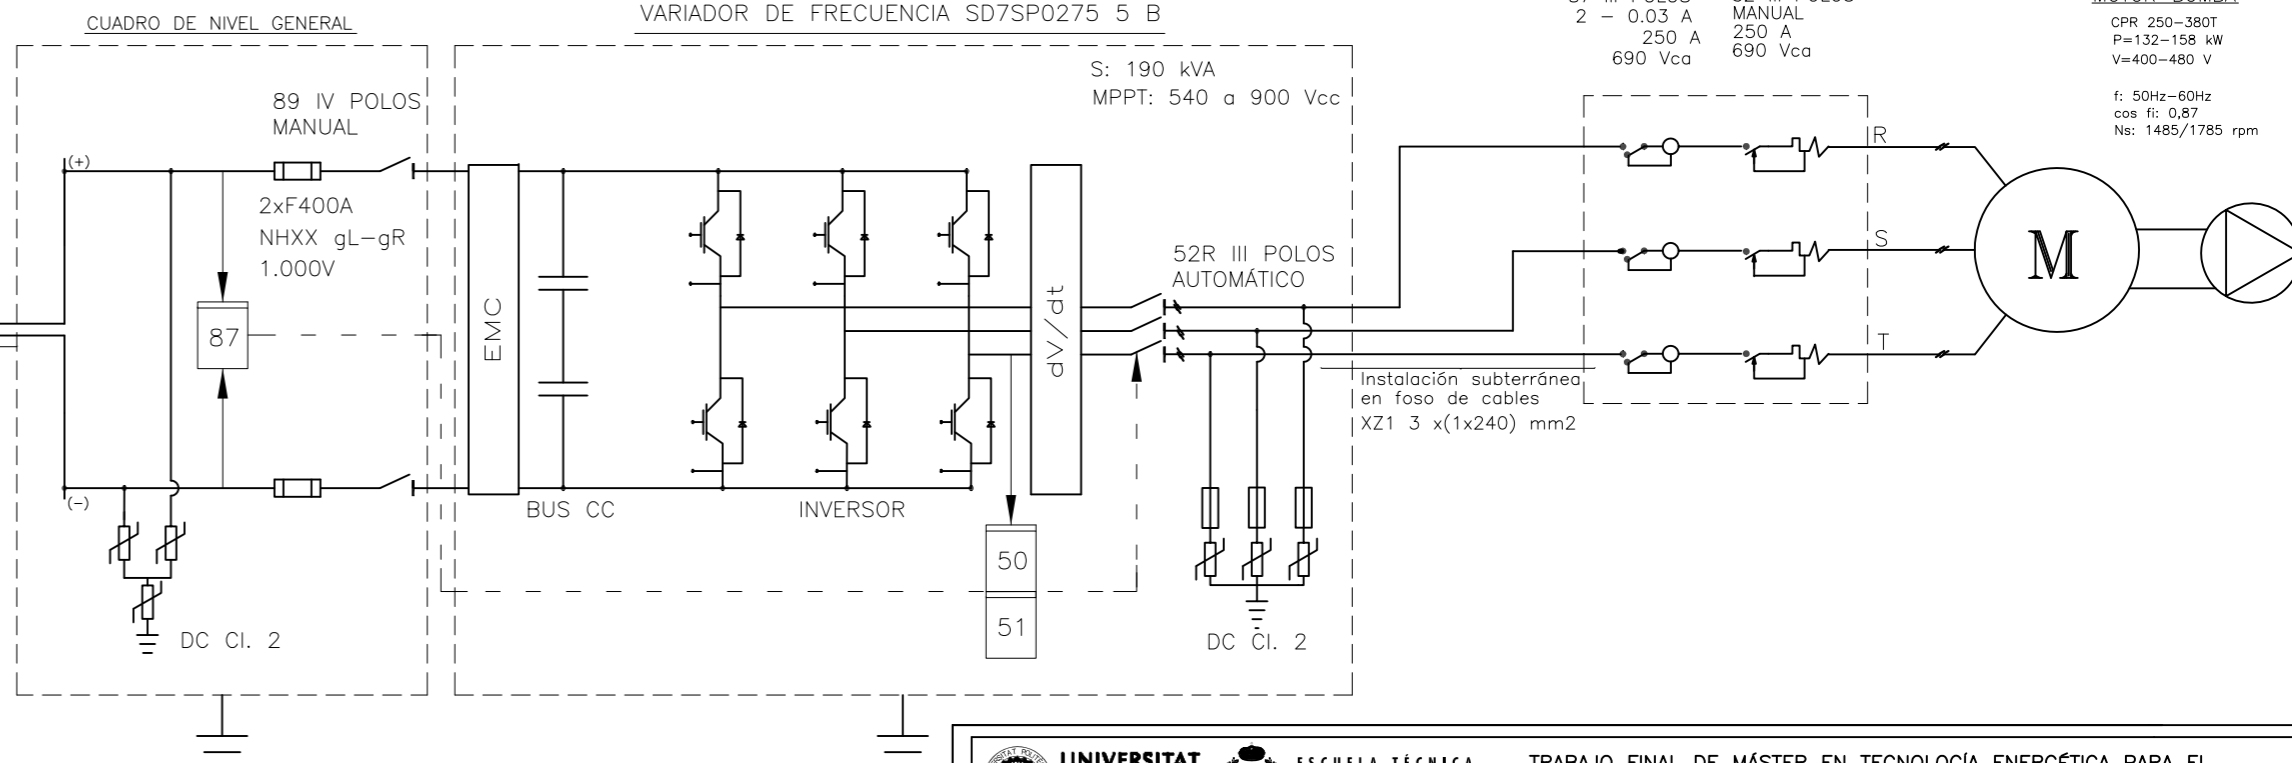 CUADRO DE NIVEL GENERAL
89 IV POLOS
MANUAL
(+)
2xF400A
NHXX gL-gR
1.000V
87
(-)
DC Cl. 2
VARIADOR DE FRECUENCIA SD7SP0275 5 B
S: 190 kVA
MPPT: 540 a 900 Vcc
EMC
BUS CC
INVERSOR
dV/dt
52R III POLOS
AUTOMÁTICO
50
51
DC Cl. 2
Instalación subterránea
en foso de cables
XZ1 3 x(1x240) mm2
2 - 0.03 A
250 A
690 Vca
MANUAL
250 A
690 Vca
R
S
T
M
MOTOR-BOMBA
CPR 250-380T
P=132-158 kW
V=400-480 V
f: 50Hz-60Hz
cos fi: 0,87
Ns: 1485/1785 rpm
UNIVERSITAT
ESCUELA TÉCNICA
TRABAJO FINAL DE MÁSTER EN TECNOLOGÍA ENERGÉTICA PARA EL